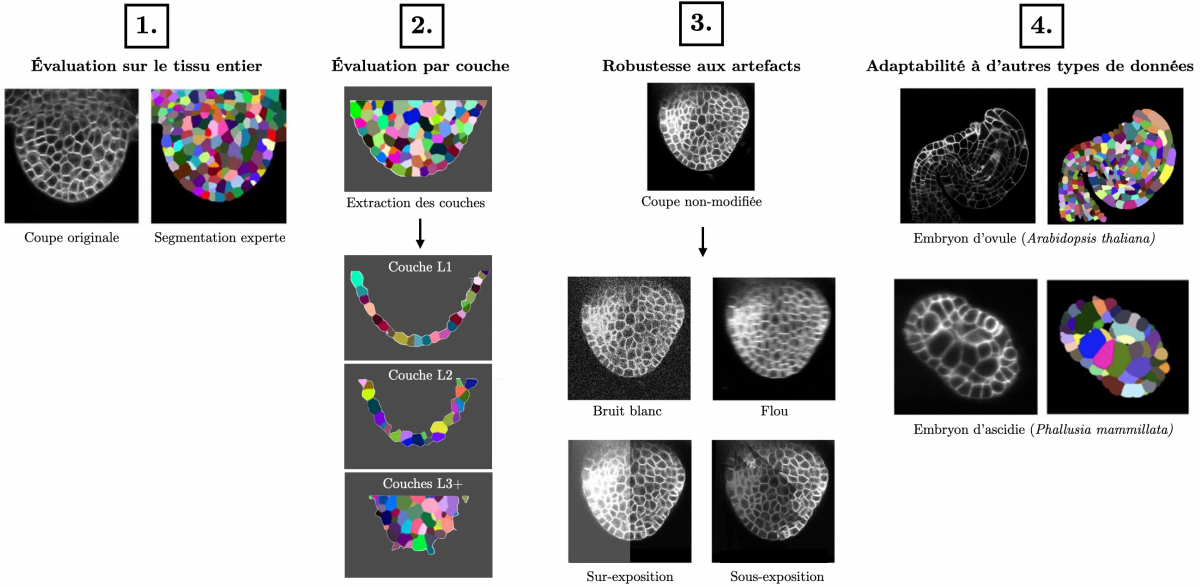 1.
Évaluation sur le tissu entier
Coupe originale
Segmentation experte
2.
Évaluation par couche
Extraction des couches
Couche L1
Couche L2
Couches L3+
3.
Robustesse aux artefacts
Coupe non-modifiée
Bruit blanc
Flou
Sur-exposition
Sous-exposition
4.
Adaptabilité à d'autres types de données
Embryon d'ovule (Arabidopsis thaliana)
Embryon d'ascidie (Phallusia mammillata)